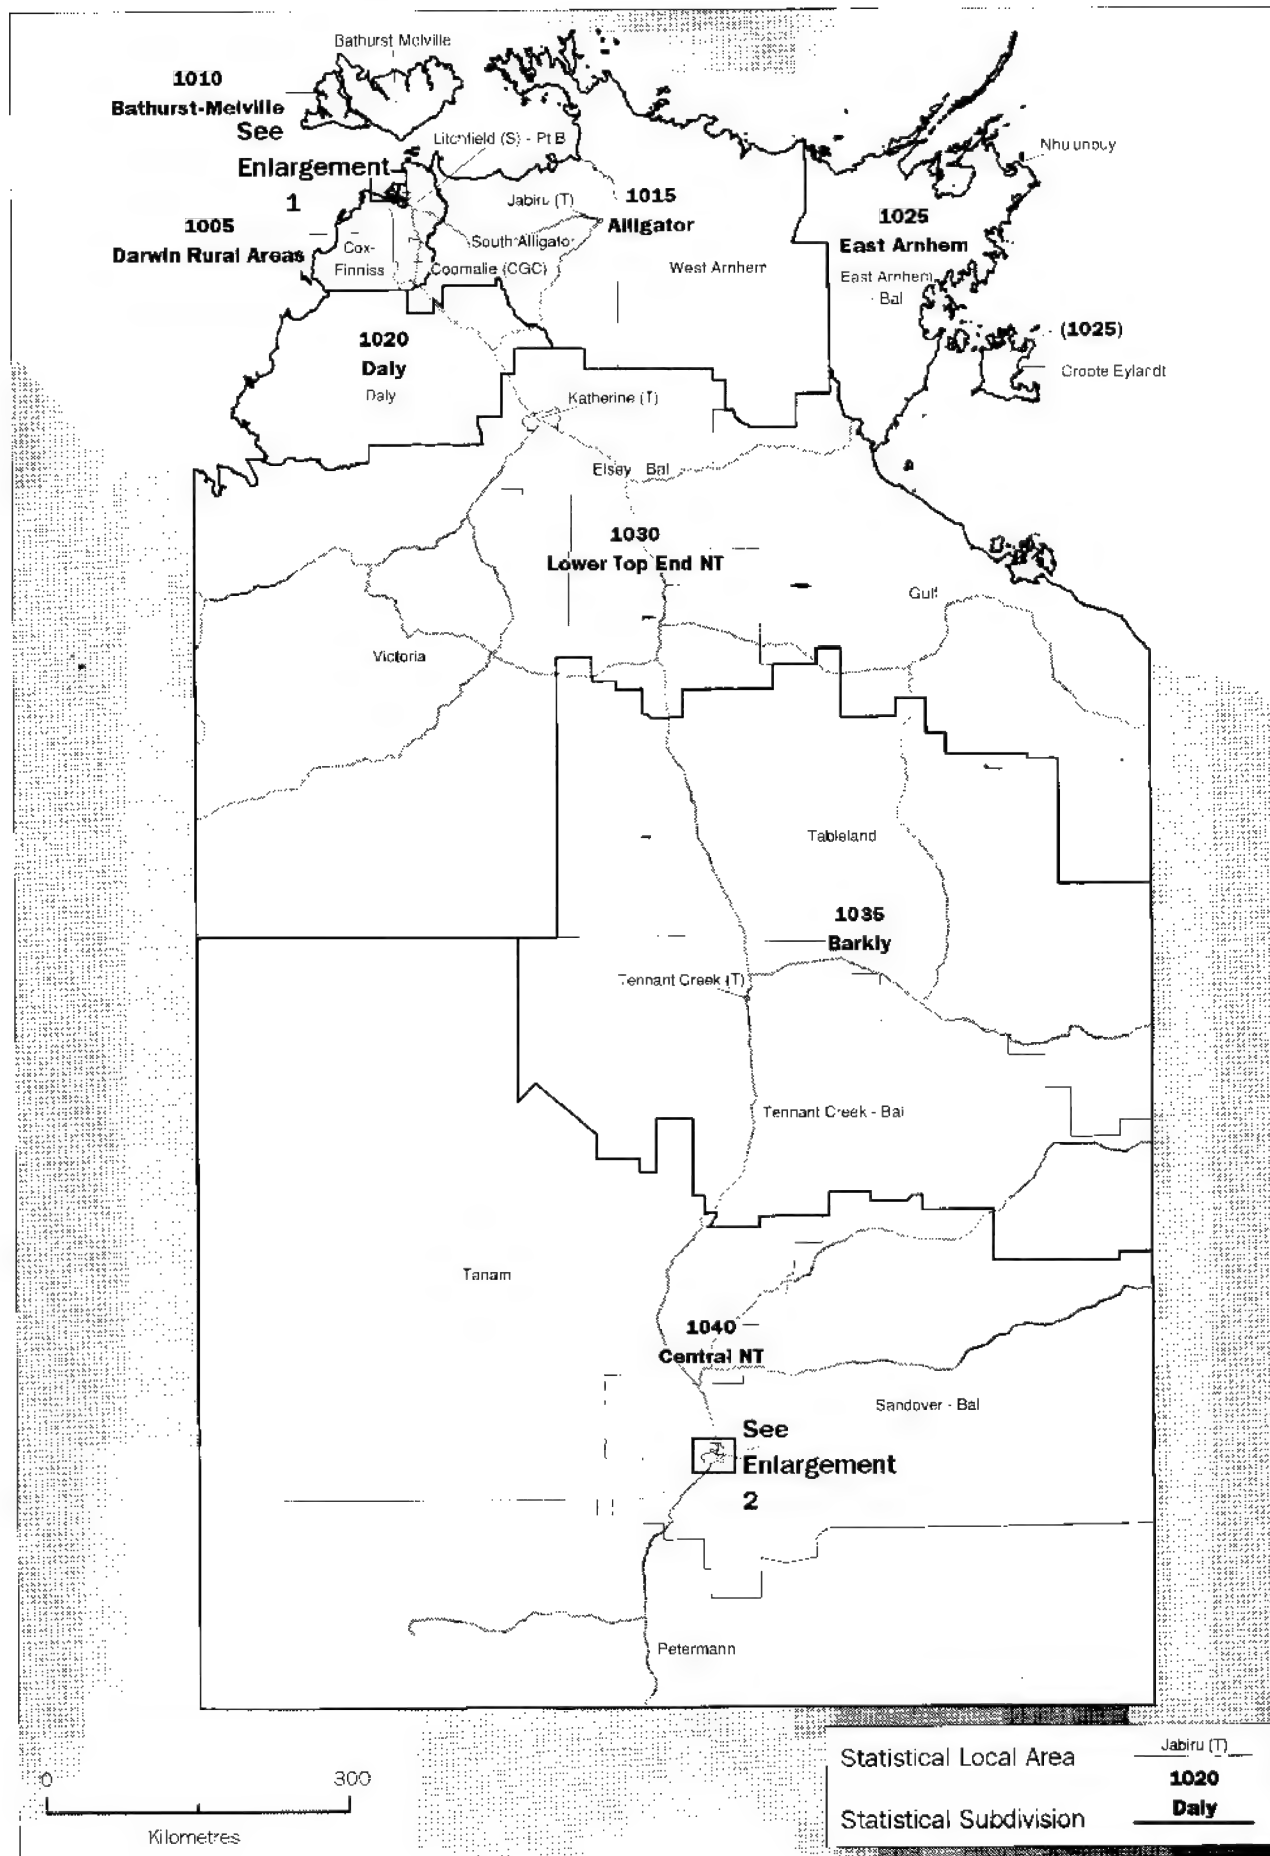 Bathurst Melville
1010
Bathurst-Melville
See
Enlargement
1
Litchfield (S) - Pt B
Nhulunbuy
1005
Darwin Rural Areas
Jabiru (T)
1015
Alligator
1025
East Arnhem
South Alligator
Cox-
Finniss
Coomalie (CGC)
West Arnhem
East Arnhem
- Bal
(1025)
1020
Daly
Daly
Groote Eylandt
Katherine (T)
Elsey Bal
1030
Lower Top End NT
Gulf
Victoria
Tableland
1035
Barkly
Tennant Creek (T)
Tennant Creek - Bal
Tanami
1040
Central NT
Sandover - Bal
See
Enlargement
2
Petermann
0 300
Kilometres
Statistical Local Area
Jabiru (T)
1020
Daly
Statistical Subdivision